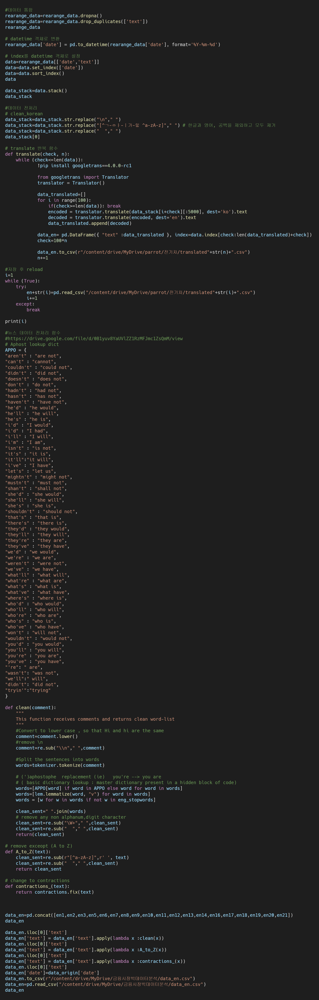 #데이터 통합
rearange_data=rearange_data.dropna()
rearange_data=rearange_data.drop_duplicates(['text'])
rearange_data

# datetime 객체로 변환
rearange_data['date'] = pd.to_datetime(rearange_data['date'], format='%Y-%m-%d')

# index를 datetime 객체로 설정
data=rearange_data[['date','text']]
data=data.set_index(['date'])
data=data.sort_index()
data

data_stack=data.stack()
data_stack

#데이터 전처리
# clean_korean
data_stack=data_stack.str.replace("\n"," ")
data_stack=data_stack.str.replace("[^ㄱ-ㅎㅏ-ㅣ가-힣 ^a-zA-z]"," ") # 한글과 영어, 공백을 제외하고 모두 제거
data_stack=data_stack.str.replace("  "," ")
data_stack[0]

# translate 반복 함수
def translate(check, n):
    while (check<=len(data)):
            !pip install googletrans==4.0.0-rc1

            from googletrans import Translator
            translator = Translator()

            data_translated=[]
            for i in range(100):
                if(check>=len(data)): break
                encoded = translator.translate(data_stack[i+check][:5000], dest='ko').text
                decoded = translator.translate(encoded, dest='en').text
                data_translated.append(decoded)

            data_en= pd.DataFrame({ "text" :data_translated }, index=data.index[check:len(data_translated)+check])
            check=100*n

            data_en.to_csv(r"/content/drive/MyDrive/parrot/전기차/translated"+str(n)+".csv")
            n+=1

#저장 후 reload
i=1
while (True):
    try:
        en+str(i)=pd.read_csv("/content/drive/MyDrive/parrot/전기차/translated"+str(i)+".csv")
        i+=1
    except:
        break

print(i)

#뉴스 데이터 전처리 함수
#https://drive.google.com/file/d/0B1yuv8YaUVlZZ1RzMFJmc1ZsQmM/view
# Aphost lookup dict
APPO = {
"aren't" : "are not",
"can't" : "cannot",
"couldn't" : "could not",
"didn't" : "did not",
"doesn't" : "does not",
"don't" : "do not",
"hadn't" : "had not",
"hasn't" : "has not",
"haven't" : "have not",
"he'd" : "he would",
"he'll" : "he will",
"he's" : "he is",
"i'd" : "I would",
"i'd" : "I had",
"i'll" : "I will",
"i'm" : "I am",
"isn't" : "is not",
"it's" : "it is",
"it'll":"it will",
"i've" : "I have",
"let's" : "let us",
"mightn't" : "might not",
"mustn't" : "must not",
"shan't" : "shall not",
"she'd" : "she would",
"she'll" : "she will",
"she's" : "she is",
"shouldn't" : "should not",
"that's" : "that is",
"there's" : "there is",
"they'd" : "they would",
"they'll" : "they will",
"they're" : "they are",
"they've" : "they have",
"we'd" : "we would",
"we're" : "we are",
"weren't" : "were not",
"we've" : "we have",
"what'll" : "what will",
"what're" : "what are",
"what's" : "what is",
"what've" : "what have",
"where's" : "where is",
"who'd" : "who would",
"who'll" : "who will",
"who're" : "who are",
"who's" : "who is",
"who've" : "who have",
"won't" : "will not",
"wouldn't" : "would not",
"you'd" : "you would",
"you'll" : "you will",
"you're" : "you are",
"you've" : "you have",
"'re": " are",
"wasn't": "was not",
"we'll":" will",
"didn't": "did not",
"tryin'":"trying"
}

def clean(comment):
    """
    This function receives comments and returns clean word-list
    """
    #Convert to lower case , so that Hi and hi are the same
    comment=comment.lower()
    #remove \n
    comment=re.sub("\\n"," ",comment)

    #Split the sentences into words
    words=tokenizer.tokenize(comment)

    # (')aphostophe  replacement (ie)   you're --> you are
    # ( basic dictionary lookup : master dictionary present in a hidden block of code)
    words=[APPO[word] if word in APPO else word for word in words]
    words=[lem.lemmatize(word, "v") for word in words]
    words = [w for w in words if not w in eng_stopwords]

    clean_sent=" ".join(words)
    # remove any non alphanum,digit character
    clean_sent=re.sub("\W+"," ",clean_sent)
    clean_sent=re.sub("  "," ",clean_sent)
    return(clean_sent)

# remove exceopt (A to Z)
def A_to_Z(text):
    clean_sent=re.sub(r"[^a-zA-z]",r' ', text)
    clean_sent=re.sub("  "," ",clean_sent)
    return clean_sent

# change to contractions
def contractions_(text):
    return contractions.fix(text)

data_en=pd.concat([en1,en2,en3,en5,en6,en7,en8,en9,en10,en11,en12,en13,en14,en16,en17,en18,en19,en20,en21])
data_en

data_en.iloc[0]['text']
data_en['text'] = data_en['text'].apply(lambda x :clean(x))
data_en.iloc[0]['text']
data_en['text'] = data_en['text'].apply(lambda x :A_to_Z(x))
data_en.iloc[0]['text']
data_en['text'] = data_en['text'].apply(lambda x :contractions_(x))
data_en.iloc[0]['text']
data_en['date']=data_origin['date']
data_en.to_csv(r"/content/drive/MyDrive/금융시장빅데이터분석/data_en.csv")
data_en=pd.read_csv("/content/drive/MyDrive/금융시장빅데이터분석/data_en.csv")
data_en